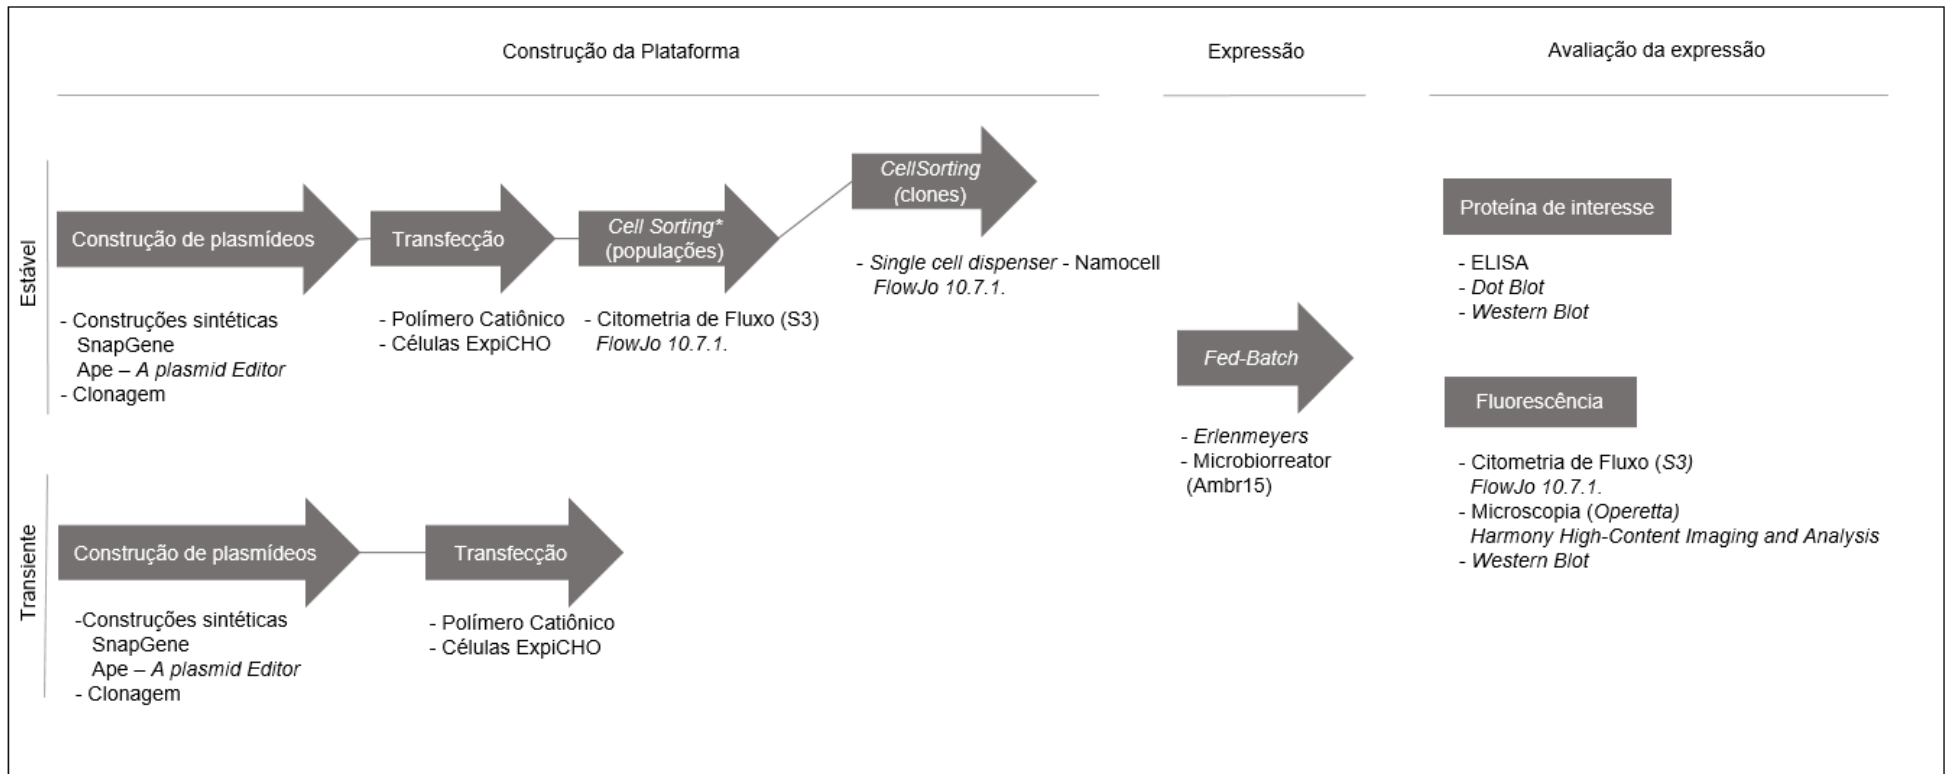 Construção da Plataforma
Expressão
Avaliação da expressão
Estável
Construção de plasmídeos
- Construções sintéticas
SnapGene
Ape – A plasmid Editor
- Clonagem
Transfecção
- Polímero Catiônico
- Células ExpiCHO
Cell Sorting*
(populações)
- Citometria de Fluxo (S3)
FlowJo 10.7.1.
CellSorting
(clones)
- Single cell dispenser - Namocell
FlowJo 10.7.1.
Transiente
Construção de plasmídeos
-Construções sintéticas
SnapGene
Ape – A plasmid Editor
- Clonagem
Transfecção
- Polímero Catiônico
- Células ExpiCHO
Fed-Batch
- Erlenmeyers
- Microbiorreator
(Ambr15)
Proteína de interesse
- ELISA
- Dot Blot
- Western Blot
Fluorescência
- Citometria de Fluxo (S3)
FlowJo 10.7.1.
- Microscopia (Operetta)
Harmony High-Content Imaging and Analysis
- Western Blot